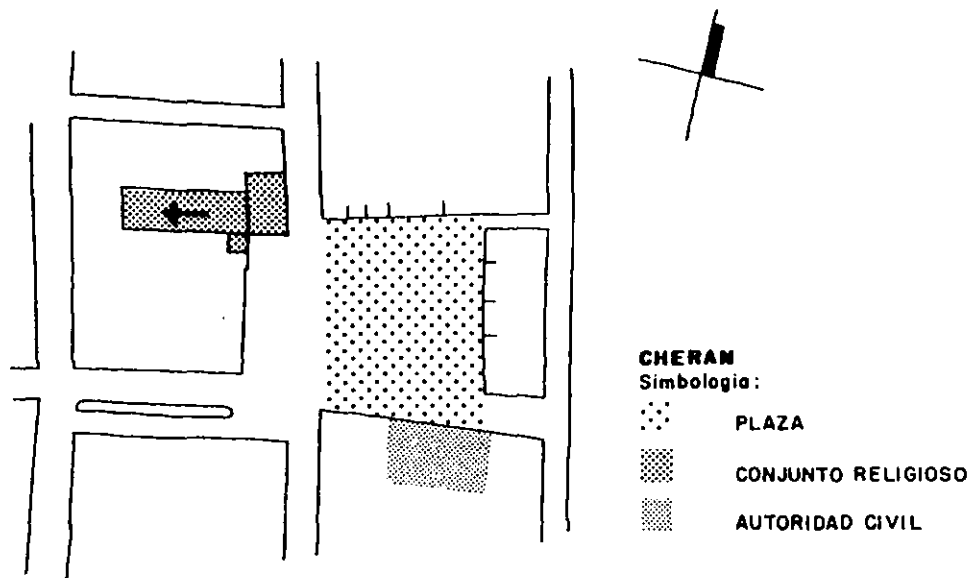 CHERAN
Simbologia:
PLAZA
CONJUNTO RELIGIOSO
AUTORIDAD CIVIL